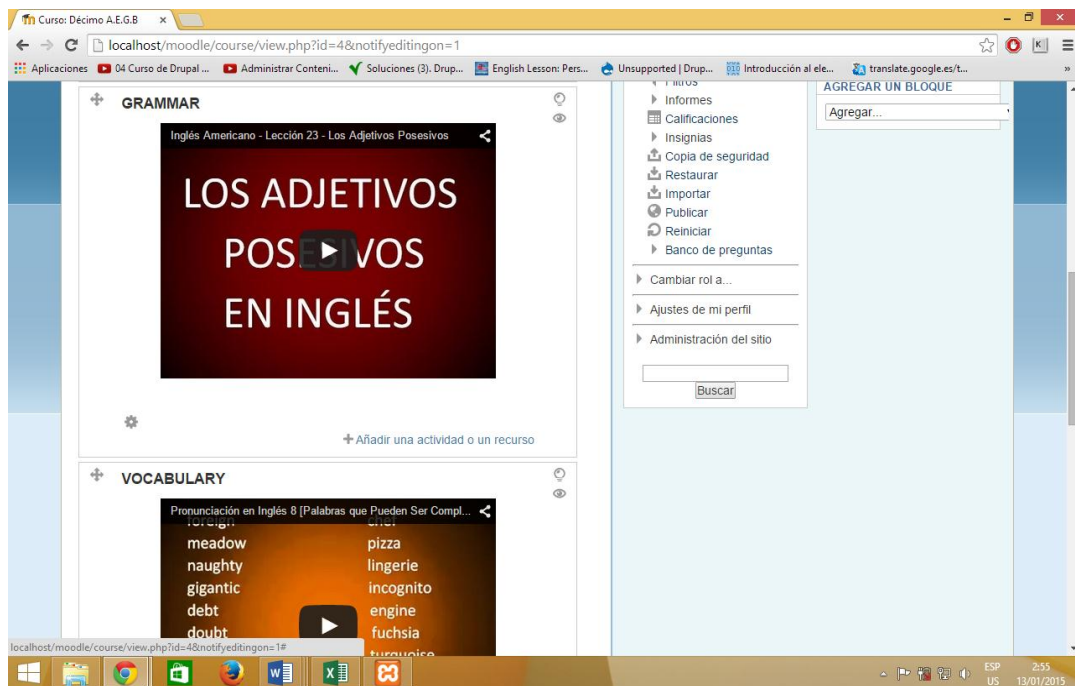 Curso: Décimo A.E.G.B
localhost/moodle/course/view.php?id=4&notifyeditingon=1
Aplicaciones
04 Curso de Drupal ...
Administrar Conteni...
Soluciones (3). Drup...
English Lesson: Pers...
Unsupported | Drup...
Introducción al ele...
translate.google.es/t...
»
GRAMMAR
Inglés Americano - Lección 23 - Los Adjetivos Posesivos
LOS ADJETIVOS
POSESIVOS
EN INGLÉS
Añadir una actividad o un recurso
VOCABULARY
Pronunciación en Inglés 8 [Palabras que Pueden Ser Compl...
foreign chef
meadow pizza
naughty lingerie
gigantic incognito
debt engine
doubt fuchsia
turquoise
Filtros
Informes
Calificaciones
Insignias
Copia de seguridad
Restaurar
Importar
Publicar
Reiniciar
Banco de preguntas
Cambiar rol a...
Ajustes de mi perfil
Administración del sitio
Buscar
AGREGAR UN BLOQUE
Agregar...
localhost/moodle/course/view.php?id=4&notifyeditingon=1#
ESP
US
2:55
13/01/2015